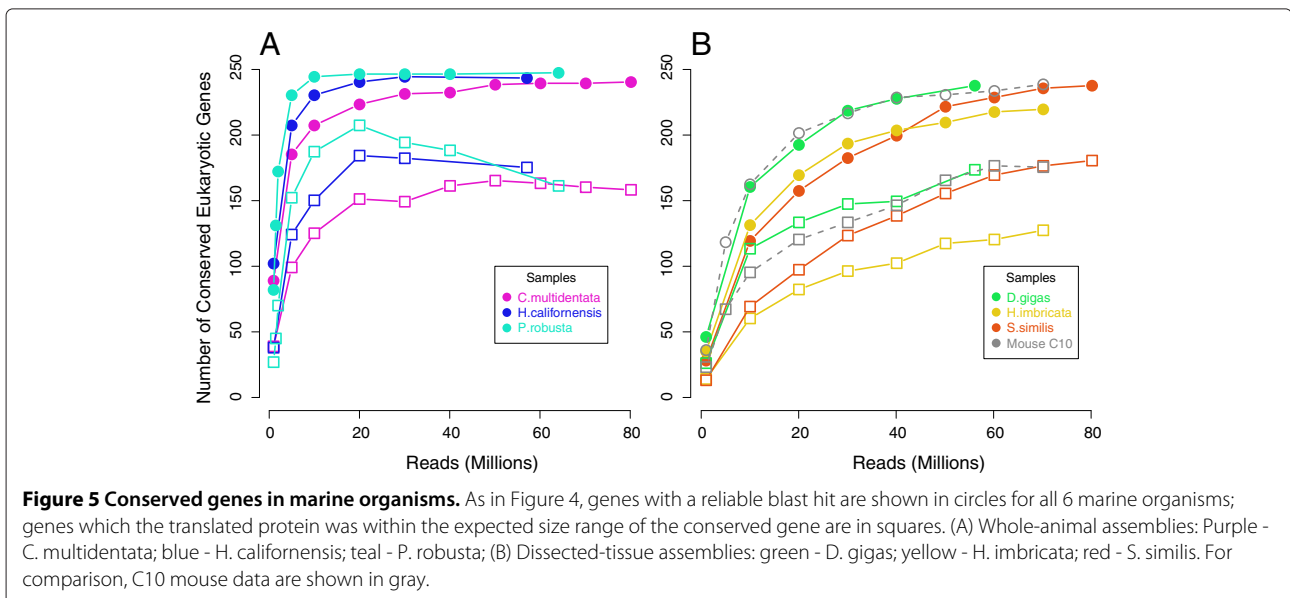 A
B
Number of Conserved Eukaryotic Genes
250
200
150
100
50
0
Samples
C.multidentata
H.californensis
P.robusta
0 20 40 60 80
Reads (Millions)
250
200
150
100
50
0
Samples
D.gigas
H.imbricata
S.similis
Mouse C10
0 20 40 60 80
Reads (Millions)
Figure 5 Conserved genes in marine organisms. As in Figure 4, genes with a reliable blast hit are shown in circles for all 6 marine organisms;
genes which the translated protein was within the expected size range of the conserved gene are in squares. (A) Whole-animal assemblies: Purple -
C. multidentata; blue - H. californensis; teal - P. robusta; (B) Dissected-tissue assemblies: green - D. gigas; yellow - H. imbricata; red - S. similis. For
comparison, C10 mouse data are shown in gray.